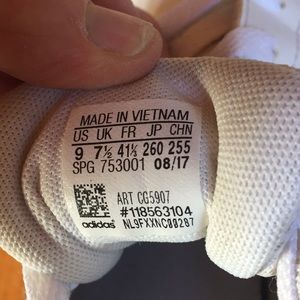 MADE IN VIETNAM
US UK FR JP CHN
9 7½ 41⅓ 260 255
SPG 753001 08/17
ART CG5907
#118563104
adidas NL9FXXNC00287